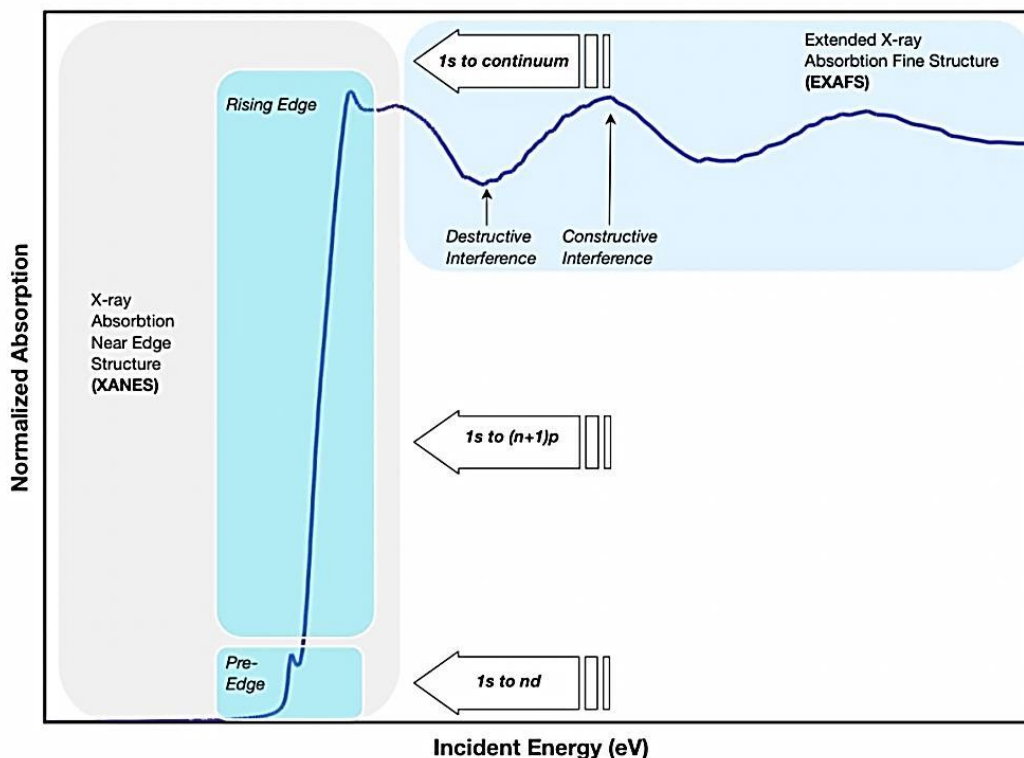 1s to continuum
Extended X-ray
Absorbtion Fine Structure
(EXAFS)
Rising Edge
Destructive
Interference
Constructive
Interference
X-ray
Absorbtion
Near Edge
Structure
(XANES)
1s to (n+1)p
Pre-
Edge
1s to nd
Normalized Absorption
Incident Energy (eV)